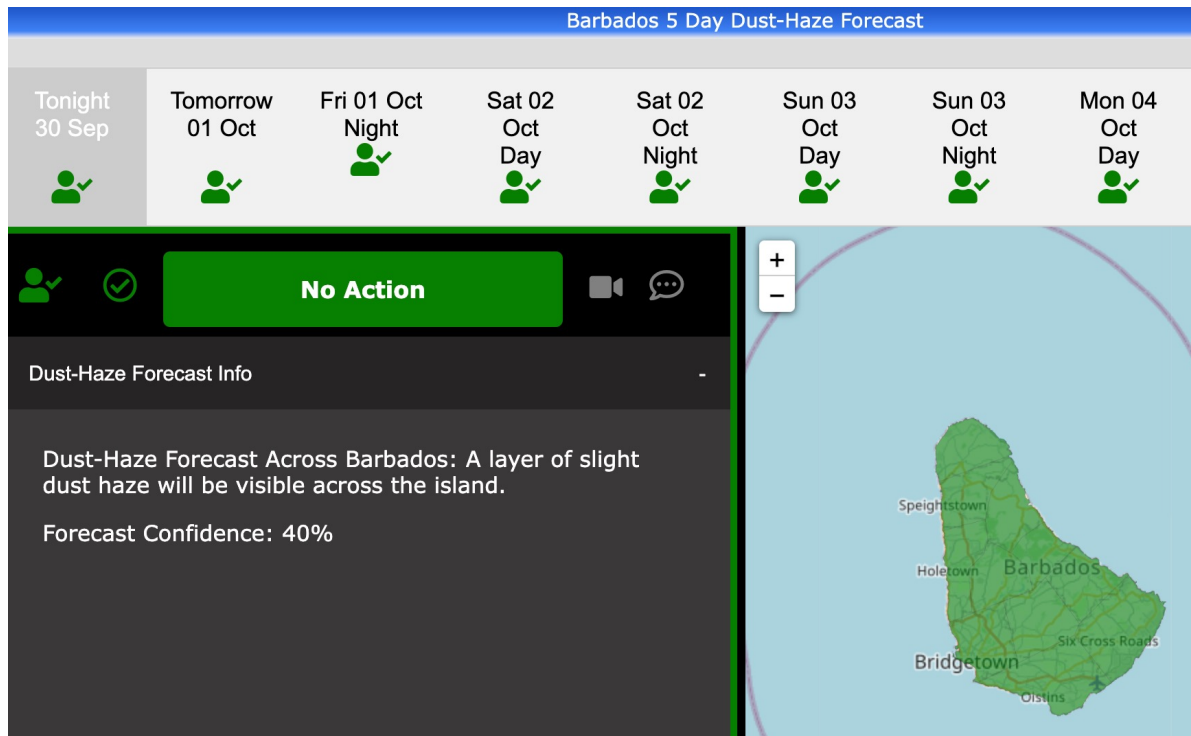 Barbados 5 Day Dust-Haze Forecast
Tonight
30 Sep
Tomorrow
01 Oct
Fri 01 Oct
Night
Sat 02
Oct
Day
Sat 02
Oct
Night
Sun 03
Oct
Day
Sun 03
Oct
Night
Mon 04
Oct
Day
No Action
Dust-Haze Forecast Info
-
Dust-Haze Forecast Across Barbados: A layer of slight
dust haze will be visible across the island.
Forecast Confidence: 40%
+
−
Speightstown
Holetown
Barbados
Six Cross Roads
Bridgetown
Oistins